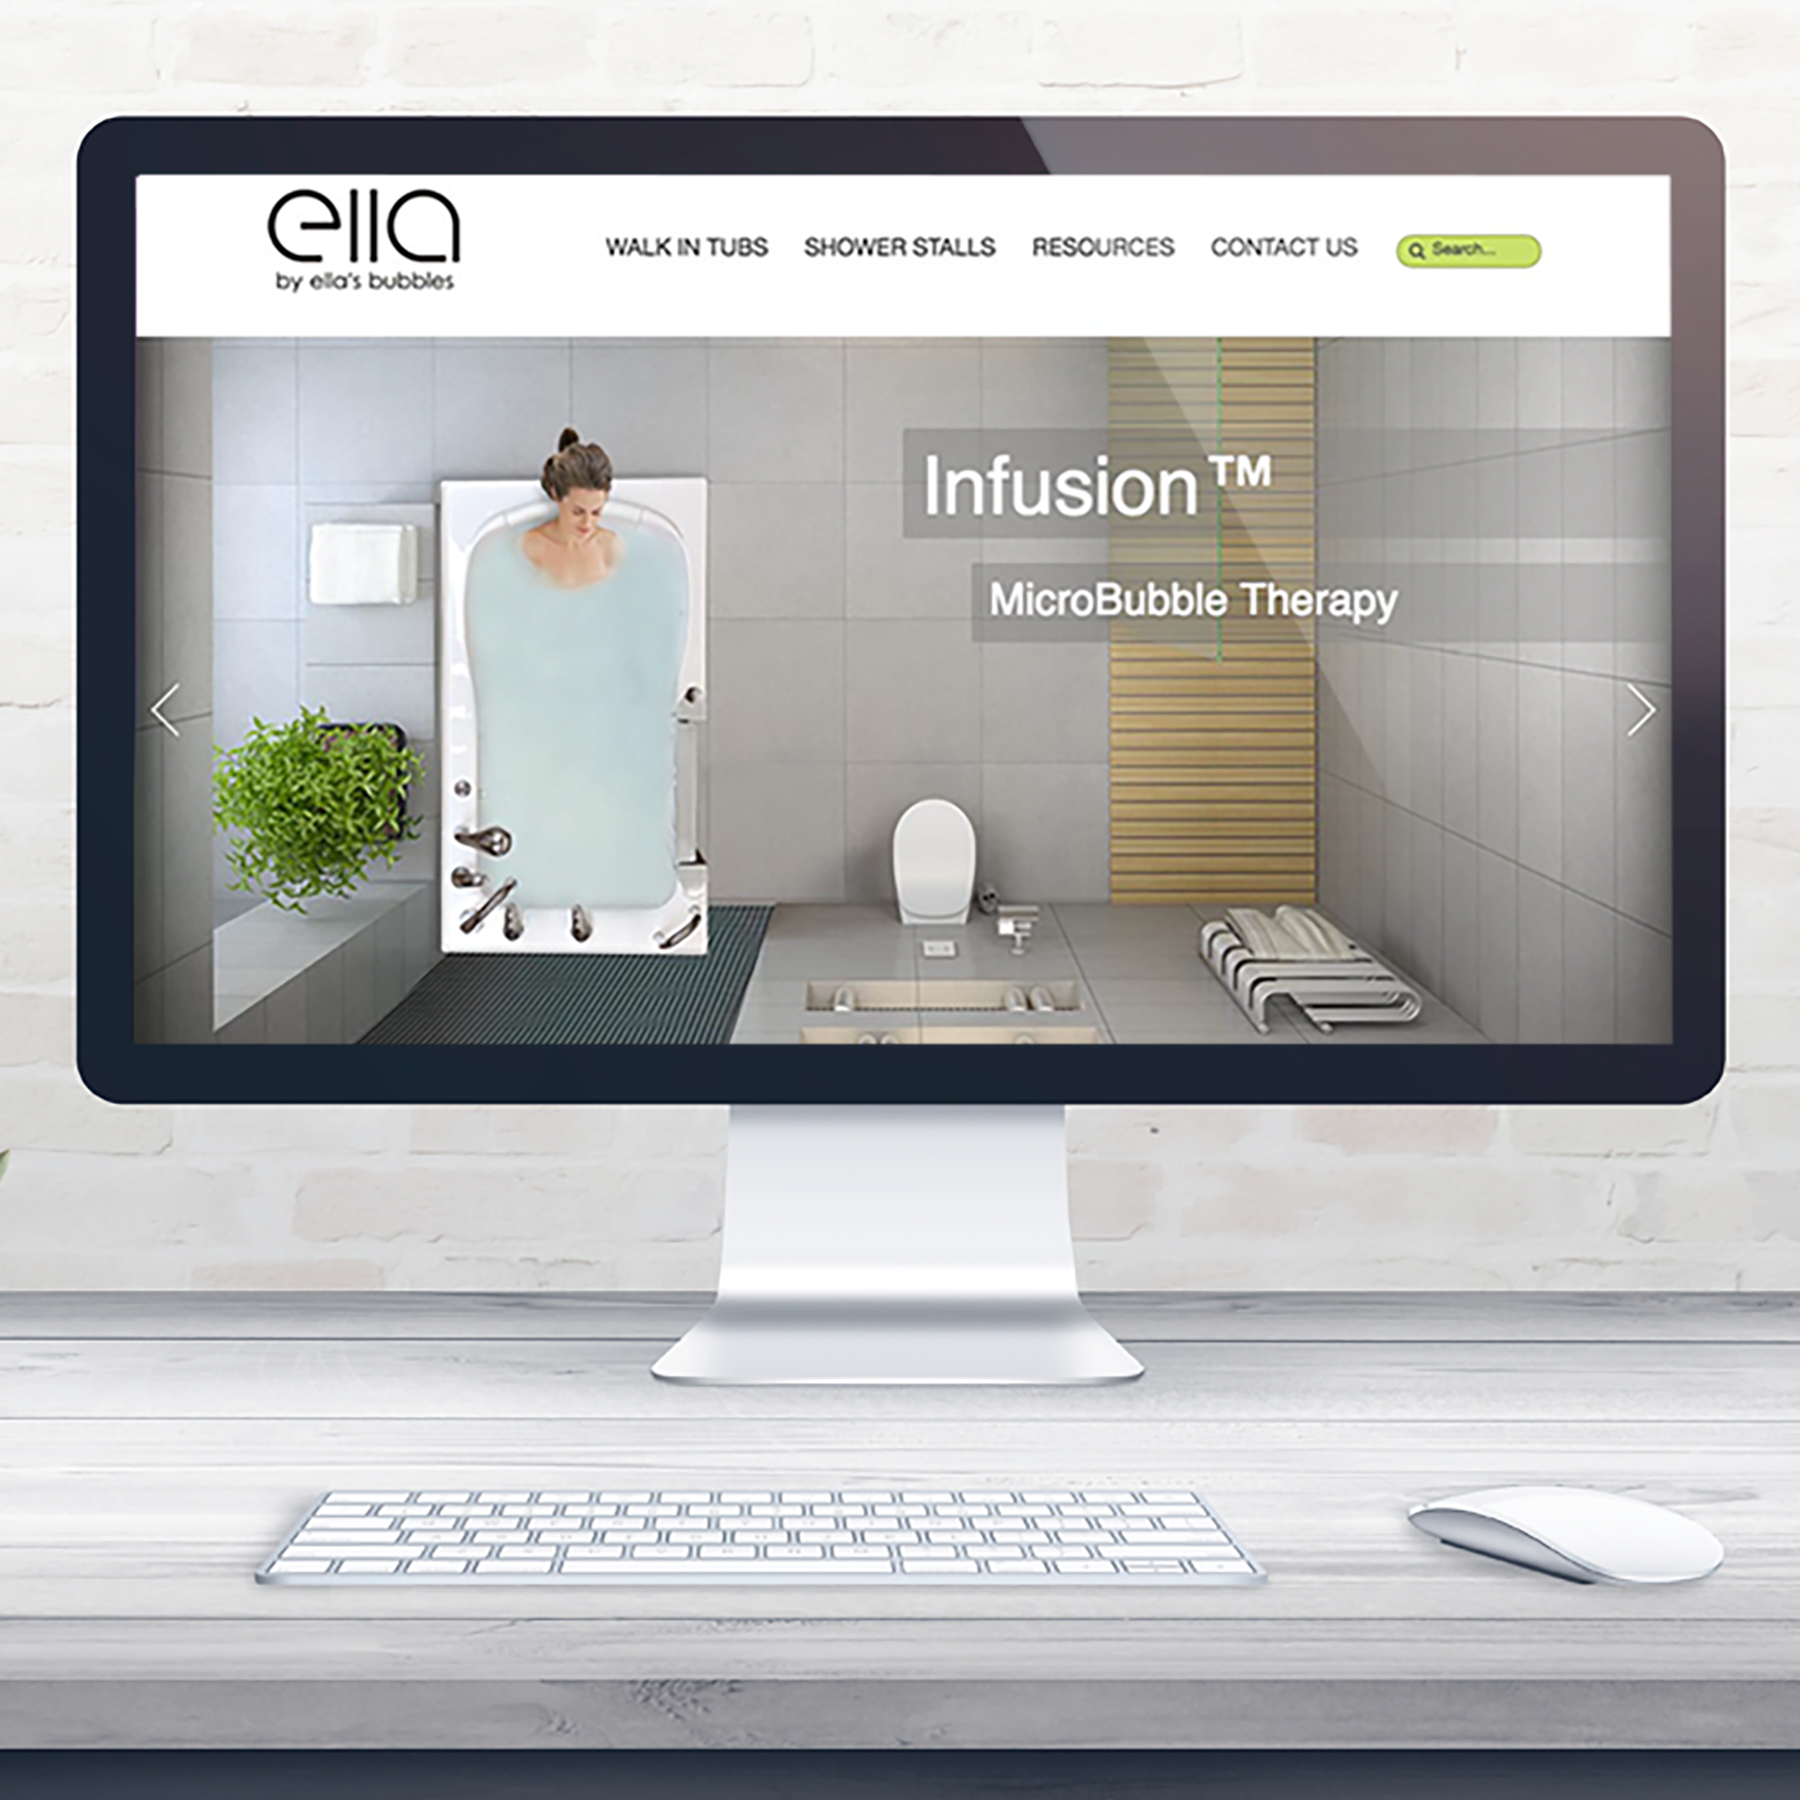 ella
by ella's bubbles
WALK IN TUBS SHOWER STALLS RESOURCES CONTACT US Search...
Infusion™
MicroBubble Therapy